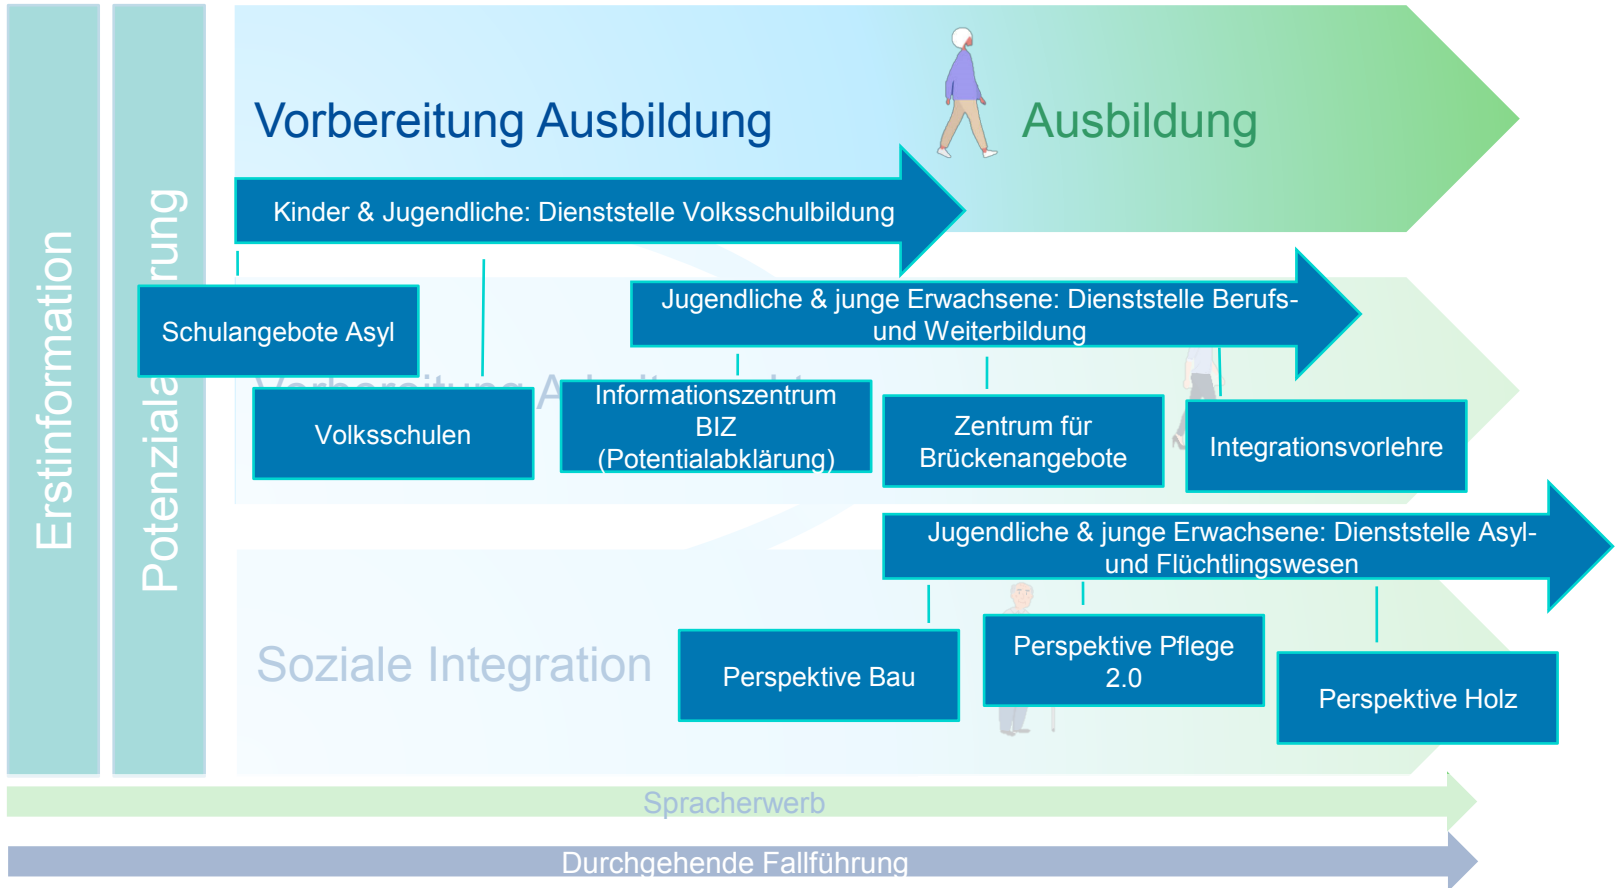 Erstinformation
Vorbereitung Ausbildung
Ausbildung
Kinder & Jugendliche: Dienststelle Volksschulbildung
Schulangebote Asyl
Volksschulen
Jugendliche & junge Erwachsene: Dienststelle Berufs-
und Weiterbildung
Informationszentrum
BIZ
(Potentialabklärung)
Zentrum für
Brückenangebote
Integrationsvorlehre
Jugendliche & junge Erwachsene: Dienststelle Asyl-
und Flüchtlingswesen
Soziale Integration
Perspektive Bau
Perspektive Pflege
2.0
Perspektive Holz
Spracherwerb
Durchgehende Fallführung